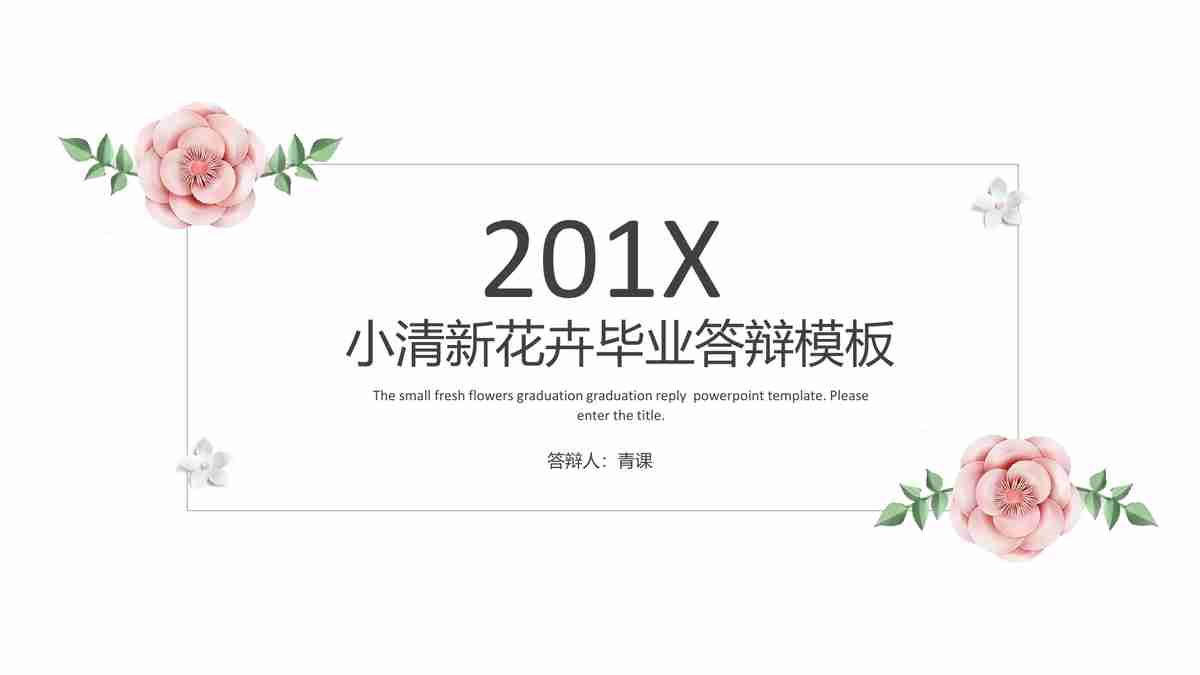 201X
小清新花卉毕业答辩模板
The small fresh flowers graduation graduation reply  powerpoint template. Please
enter the title.
答辩人：青课